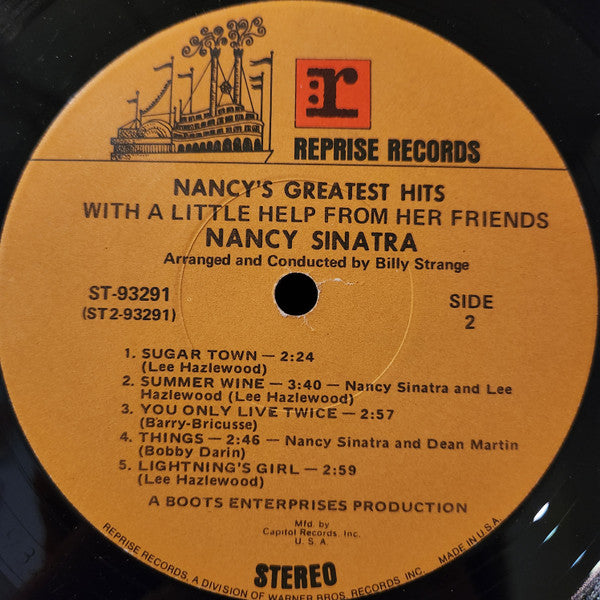 r
REPRISE RECORDS
NANCY'S GREATEST HITS
WITH A LITTLE HELP FROM HER FRIENDS
NANCY SINATRA
Arranged and Conducted by Billy Strange
ST-93291
(ST2-93291)
SIDE
2
1. SUGAR TOWN — 2:24
(Lee Hazlewood)
2. SUMMER WINE — 3:40 — Nancy Sinatra and Lee
Hazlewood (Lee Hazlewood)
3. YOU ONLY LIVE TWICE — 2:57
(Barry-Bricusse)
4. THINGS — 2:46 — Nancy Sinatra and Dean Martin
(Bobby Darin)
5. LIGHTNING'S GIRL — 2:59
(Lee Hazlewood)
A BOOTS ENTERPRISES PRODUCTION
Mfd. by
Capitol Records, Inc.
U. S. A.
STEREO
REPRISE RECORDS, A DIVISION OF WARNER BROS. RECORDS, INC. MADE IN U.S.A.